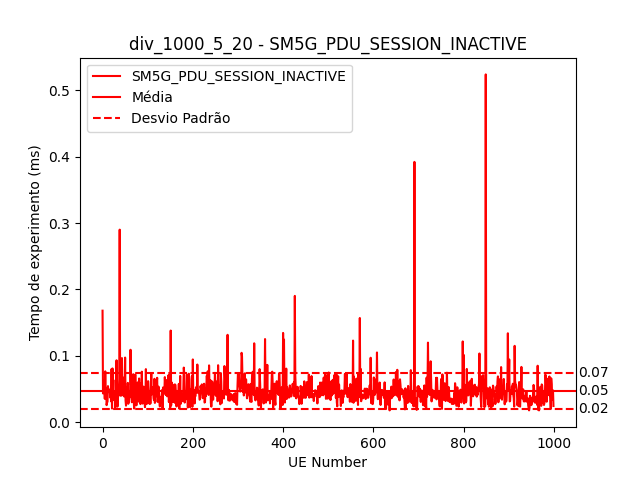 div_1000_5_20 - SM5G_PDU_SESSION_INACTIVE
SM5G_PDU_SESSION_INACTIVE
Média
Desvio Padrão
Tempo de experimento (ms)
0.5
0.4
0.3
0.2
0.1
0.0
0.07
0.05
0.02
0
200
400
600
800
1000
UE Number